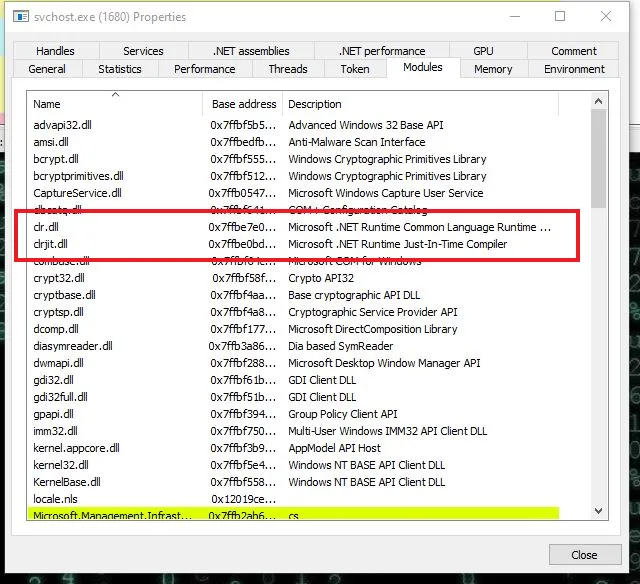 svchost.exe (1680) Properties
Handles Services .NET assemblies .NET performance GPU Comment
General Statistics Performance Threads Token Modules Memory Environment
Name Base address Description
advapi32.dll 0x7ffbf5b5... Advanced Windows 32 Base API
amsi.dll 0x7ffbedfb... Anti-Malware Scan Interface
bcrypt.dll 0x7ffbf555... Windows Cryptographic Primitives Library
bcryptprimitives.dll 0x7ffbf512... Windows Cryptographic Primitives Library
CaptureService.dll 0x7ffb0547... Microsoft Windows Capture User Service
clbcatq.dll 0x7ffbf641... COM+ Configuration Catalog
clr.dll 0x7ffbe7e0... Microsoft .NET Runtime Common Language Runtime ...
clrjit.dll 0x7ffbe0bd... Microsoft .NET Runtime Just-In-Time Compiler
combase.dll 0x7ffbf64e... Microsoft COM for Windows
crypt32.dll 0x7ffbf58f... Crypto API32
cryptbase.dll 0x7ffbf4aa... Base cryptographic API DLL
cryptsp.dll 0x7ffbf4a8... Cryptographic Service Provider API
dcomp.dll 0x7ffbf177... Microsoft DirectComposition Library
diasymreader.dll 0x7ffb3a86... Dia based SymReader
dwmapi.dll 0x7ffbf288... Microsoft Desktop Window Manager API
gdi32.dll 0x7ffbf61b... GDI Client DLL
gdi32full.dll 0x7ffbf51b... GDI Client DLL
gpapi.dll 0x7ffbf394... Group Policy Client API
imm32.dll 0x7ffbf750... Multi-User Windows IMM32 API Client DLL
kernel.appcore.dll 0x7ffbf3b9... AppModel API Host
kernel32.dll 0x7ffbf5e4... Windows NT BASE API Client DLL
KernelBase.dll 0x7ffbf558... Windows NT BASE API Client DLL
locale.nls 0x12019ce...
Microsoft.Management.Infrast... 0x7ffb2ab6... cs
Close